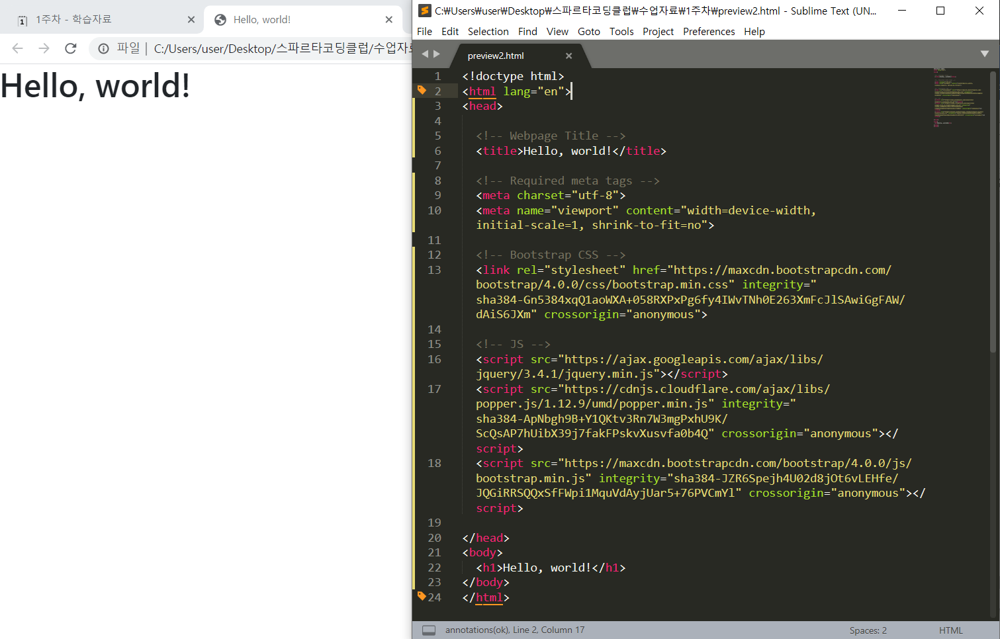 1주차 - 학습자료
Hello, world!
파일 | C:/Users/user/Desktop/스파르타코딩클럽/수업자료
Hello, world!
C:₩Users₩user₩Desktop₩스파르타코딩클럽₩수업자료₩1주차₩preview2.html - Sublime Text (UN...
File Edit Selection Find View Goto Tools Project Preferences Help
preview2.html
1 <!doctype html>
2 <html lang="en">
3 <head>
4
5 <!-- Webpage Title -->
6 <title>Hello, world!</title>
7
8 <!-- Required meta tags -->
9 <meta charset="utf-8">
10 <meta name="viewport" content="width=device-width,
initial-scale=1, shrink-to-fit=no">
11
12 <!-- Bootstrap CSS -->
13 <link rel="stylesheet" href="https://maxcdn.bootstrapcdn.com/
bootstrap/4.0.0/css/bootstrap.min.css" integrity="
sha384-Gn5384xqQ1aoWXA+058RXPxPg6fy4IWvTNh0E263XmFcJlSAwiGgFAW/
dAiS6JXm" crossorigin="anonymous">
14
15 <!-- JS -->
16 <script src="https://ajax.googleapis.com/ajax/libs/
jquery/3.4.1/jquery.min.js"></script>
17 <script src="https://cdnjs.cloudflare.com/ajax/libs/
popper.js/1.12.9/umd/popper.min.js" integrity="
sha384-ApNbgh9B+Y1QKtv3Rn7W3mgPxhU9K/
ScQsAP7hUibX39j7fakFPskvXusvfa0b4Q" crossorigin="anonymous"></
script>
18 <script src="https://maxcdn.bootstrapcdn.com/bootstrap/4.0.0/js/
bootstrap.min.js" integrity="sha384-JZR6Spejh4U02d8jOt6vLEHfe/
JQGiRRSQQxSfFWpi1MquVdAyjUar5+76PVCmYl" crossorigin="anonymous"></
script>
19
20 </head>
21 <body>
22 <h1>Hello, world!</h1>
23 </body>
24 </html>
annotations(ok), Line 2, Column 17 Spaces: 2 HTML